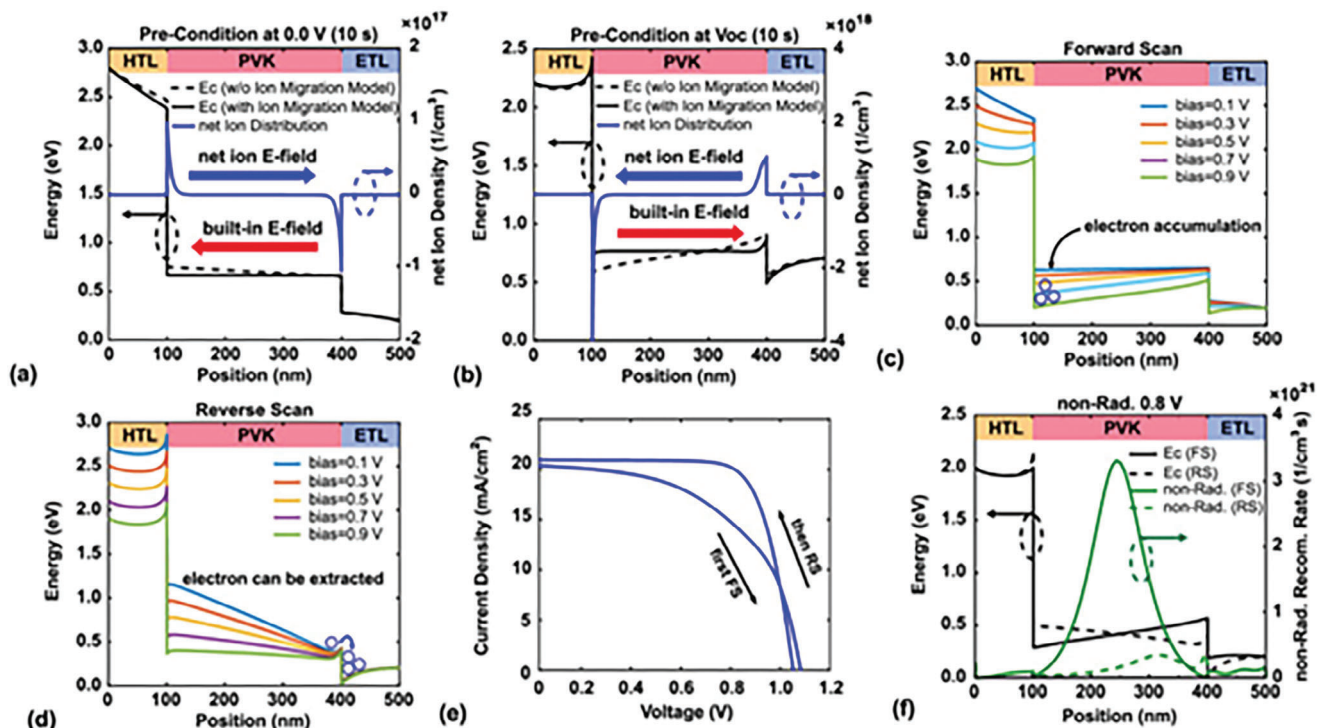 Pre-Condition at 0.0 V (10 s)
×10^17
HTL PVK ETL
Ec (w/o Ion Migration Model)
Ec (with Ion Migration Model)
net Ion Distribution
net ion E-field
built-in E-field
Energy (eV)
3.0
2.5
2.0
1.5
1.0
0.5
0.0
net Ion Density (1/cm³)
2
1
0
-1
-2
0 100 200 300 400 500
Position (nm)
(a)
Pre-Condition at Voc (10 s)
×10^18
HTL PVK ETL
Ec (w/o Ion Migration Model)
Ec (with Ion Migration Model)
net Ion Distribution
net ion E-field
built-in E-field
Energy (eV)
2.5
2.0
1.5
1.0
0.5
0.0
net Ion Density (1/cm³)
4
2
0
-2
-4
0 100 200 300 400 500
Position (nm)
(b)
Forward Scan
HTL PVK ETL
bias=0.1 V
bias=0.3 V
bias=0.5 V
bias=0.7 V
bias=0.9 V
electron accumulation
Energy (eV)
3.0
2.5
2.0
1.5
1.0
0.5
0.0
0 100 200 300 400 500
Position (nm)
(c)
Reverse Scan
HTL PVK ETL
bias=0.1 V
bias=0.3 V
bias=0.5 V
bias=0.7 V
bias=0.9 V
electron can be extracted
Energy (eV)
3.0
2.5
2.0
1.5
1.0
0.5
0.0
0 100 200 300 400 500
Position (nm)
(d)
Current Density (mA/cm²)
25
20
15
10
5
0
first FS
then RS
0 0.2 0.4 0.6 0.8 1.0 1.2
Voltage (V)
(e)
non-Rad. 0.8 V
×10^21
HTL PVK ETL
Ec (FS)
Ec (RS)
non-Rad. (FS)
non-Rad. (RS)
Energy (eV)
2.5
2.0
1.5
1.0
0.5
0.0
non-Rad. Recom. Rate (1/cm³ s)
4
3
2
1
0
0 100 200 300 400 500
Position (nm)
(f)